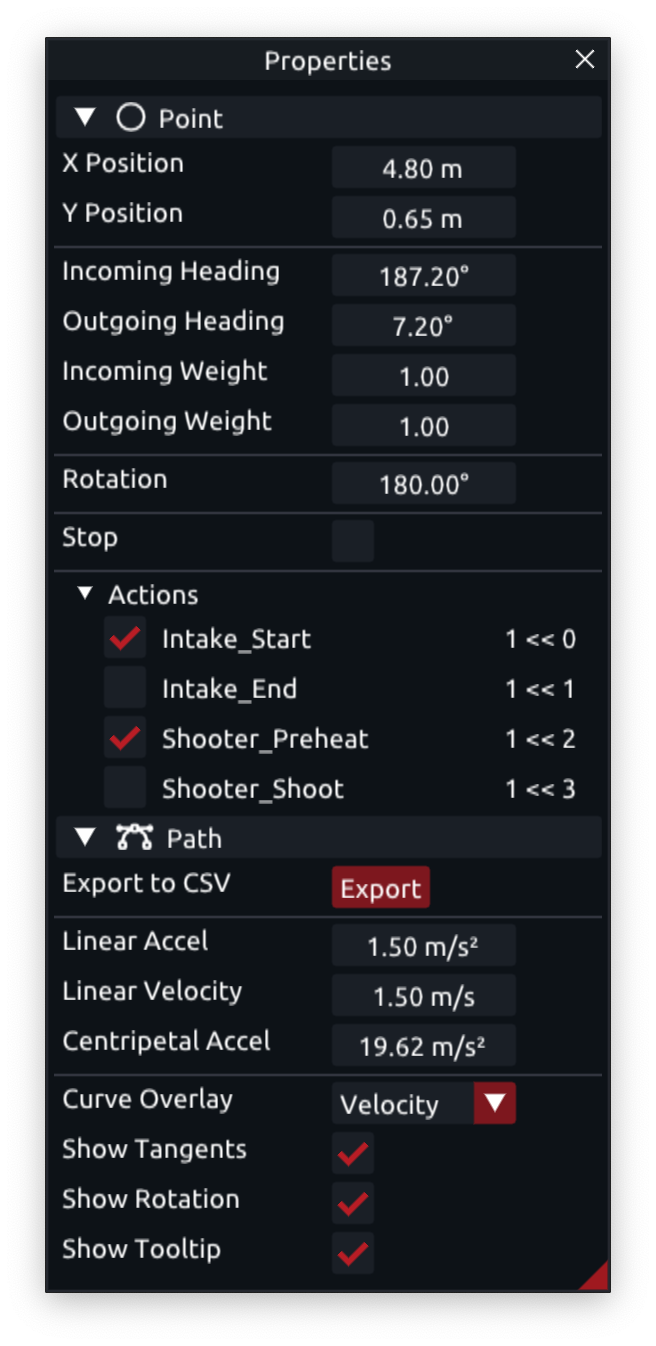 Properties
Point
X Position 4.80 m
Y Position 0.65 m
Incoming Heading 187.20°
Outgoing Heading 7.20°
Incoming Weight 1.00
Outgoing Weight 1.00
Rotation 180.00°
Stop
Actions
Intake_Start 1 << 0
Intake_End 1 << 1
Shooter_Preheat 1 << 2
Shooter_Shoot 1 << 3
Path
Export to CSV Export
Linear Accel 1.50 m/s²
Linear Velocity 1.50 m/s
Centripetal Accel 19.62 m/s²
Curve Overlay Velocity
Show Tangents
Show Rotation
Show Tooltip